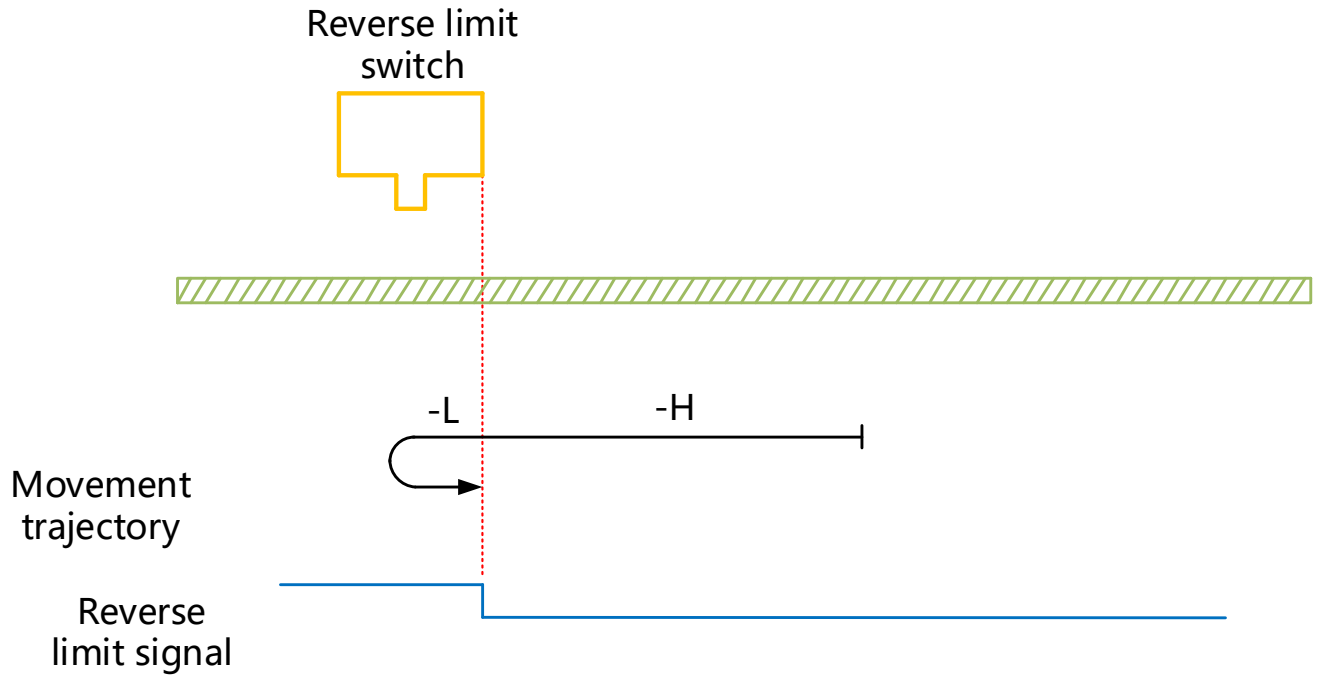 Reverse limit
switch
-L
-H
Movement
trajectory
Reverse
limit signal